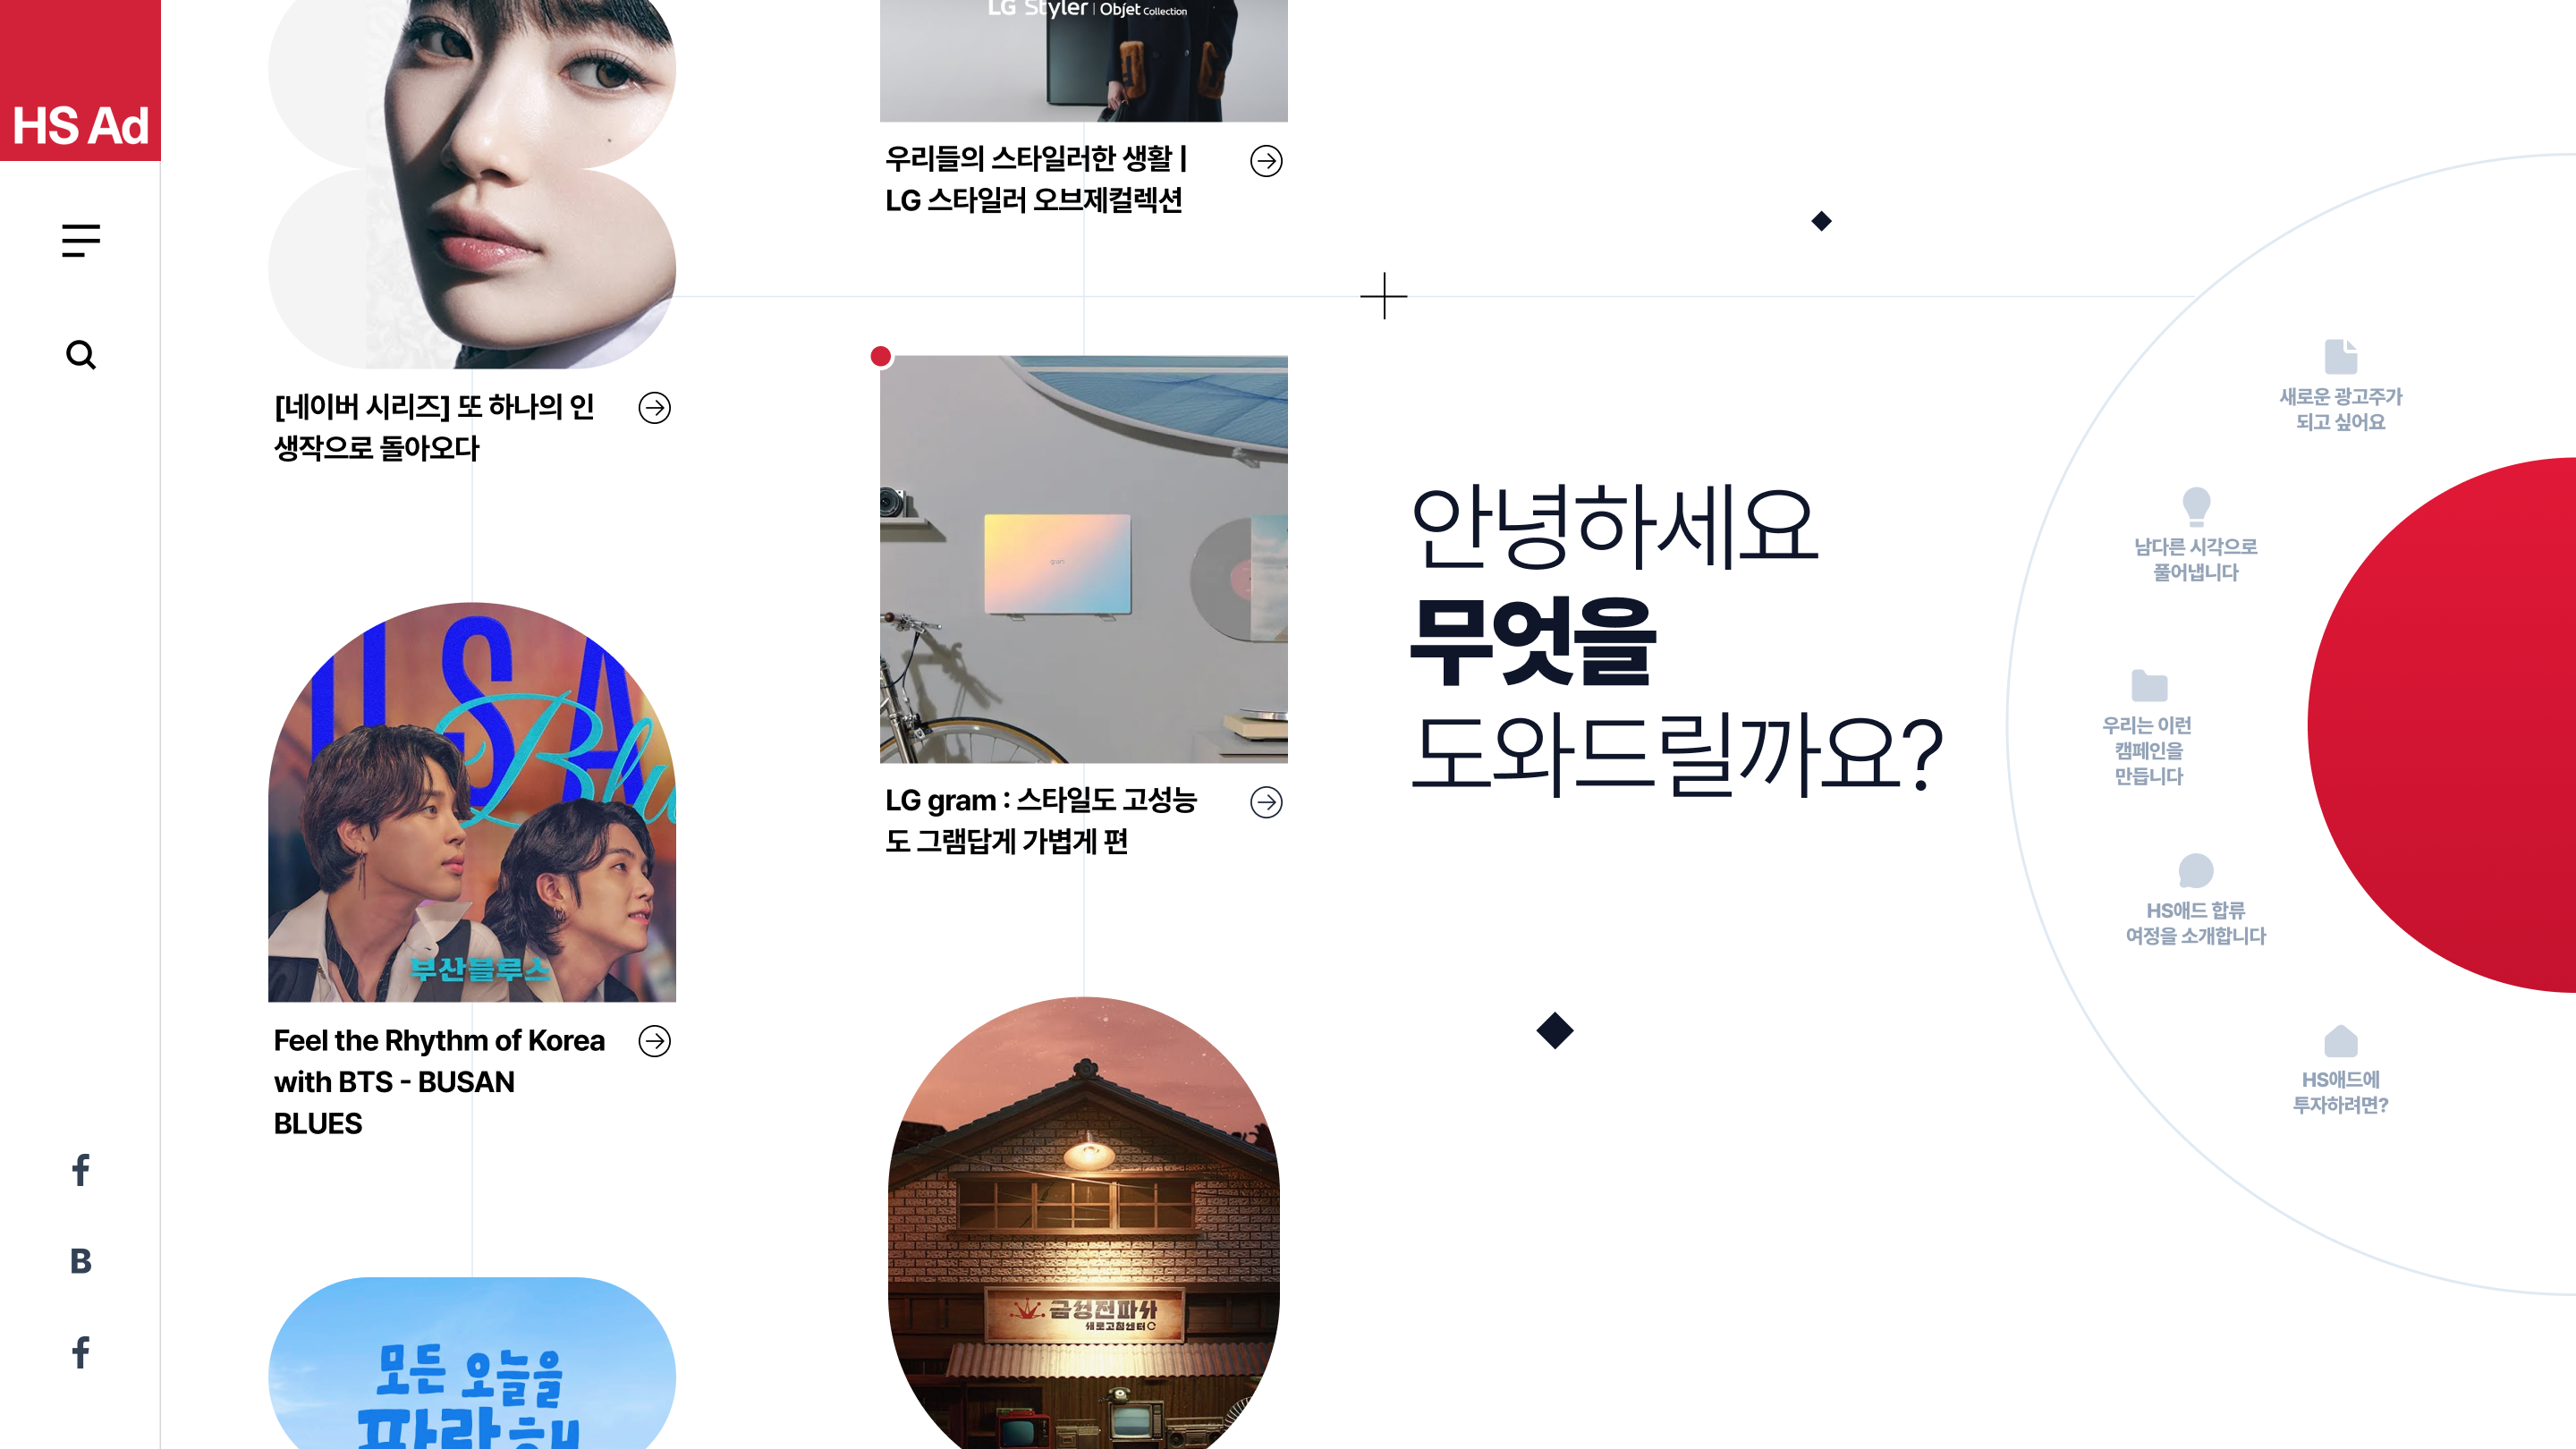 HS Ad
[네이버 시리즈] 또 하나의 인
생작으로 돌아오다
USA
Blu
부산블루스
Feel the Rhythm of Korea
with BTS - BUSAN
BLUES
모든 오늘을
파랑해
LG Styler | Objet Collection
우리들의 스타일러한 생활 |
LG 스타일러 오브제컬렉션
gram
LG gram : 스타일도 고성능
도 그램답게 가볍게 편
금성전파사
새로고침센터
안녕하세요
무엇을
도와드릴까요?
새로운 광고주가
되고 싶어요
남다른 시각으로
풀어냅니다
우리는 이런
캠페인을
만듭니다
HS애드 합류
여정을 소개합니다
HS애드에
투자하려면?
f
B
f